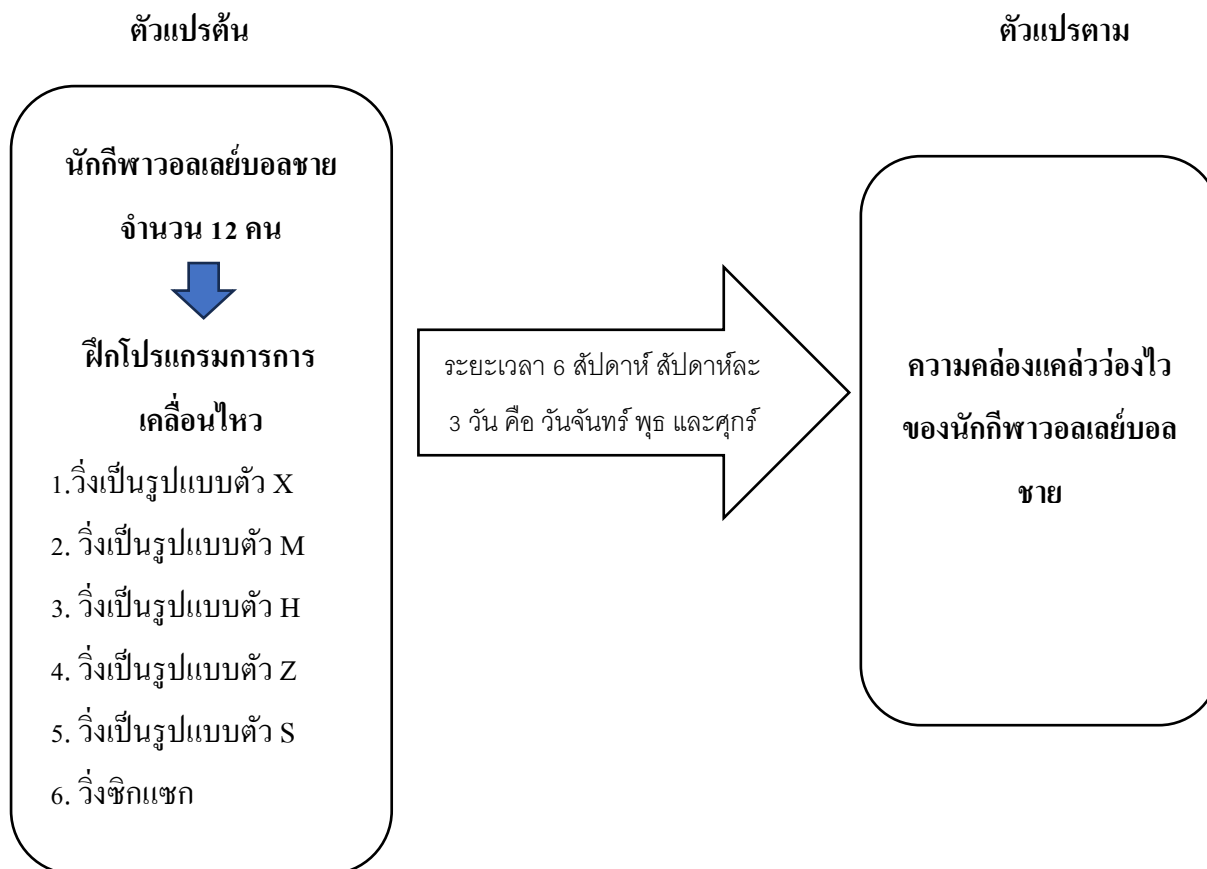 ตัวแปรต้น
ตัวแปรตาม
นักกีฬาวอลเลย์บอลชาย
จำนวน 12 คน
ฝึกโปรแกรมการการ
เคลื่อนไหว
1.วิ่งเป็นรูปแบบตัว X
2. วิ่งเป็นรูปแบบตัว M
3. วิ่งเป็นรูปแบบตัว H
4. วิ่งเป็นรูปแบบตัว Z
5. วิ่งเป็นรูปแบบตัว S
6. วิ่งซิกแซก
ระยะเวลา 6 สัปดาห์ สัปดาห์ละ
3 วัน คือ วันจันทร์ พุธ และศุกร์
ความคล่องแคล่วว่องไว
ของนักกีฬาวอลเลย์บอล
ชาย